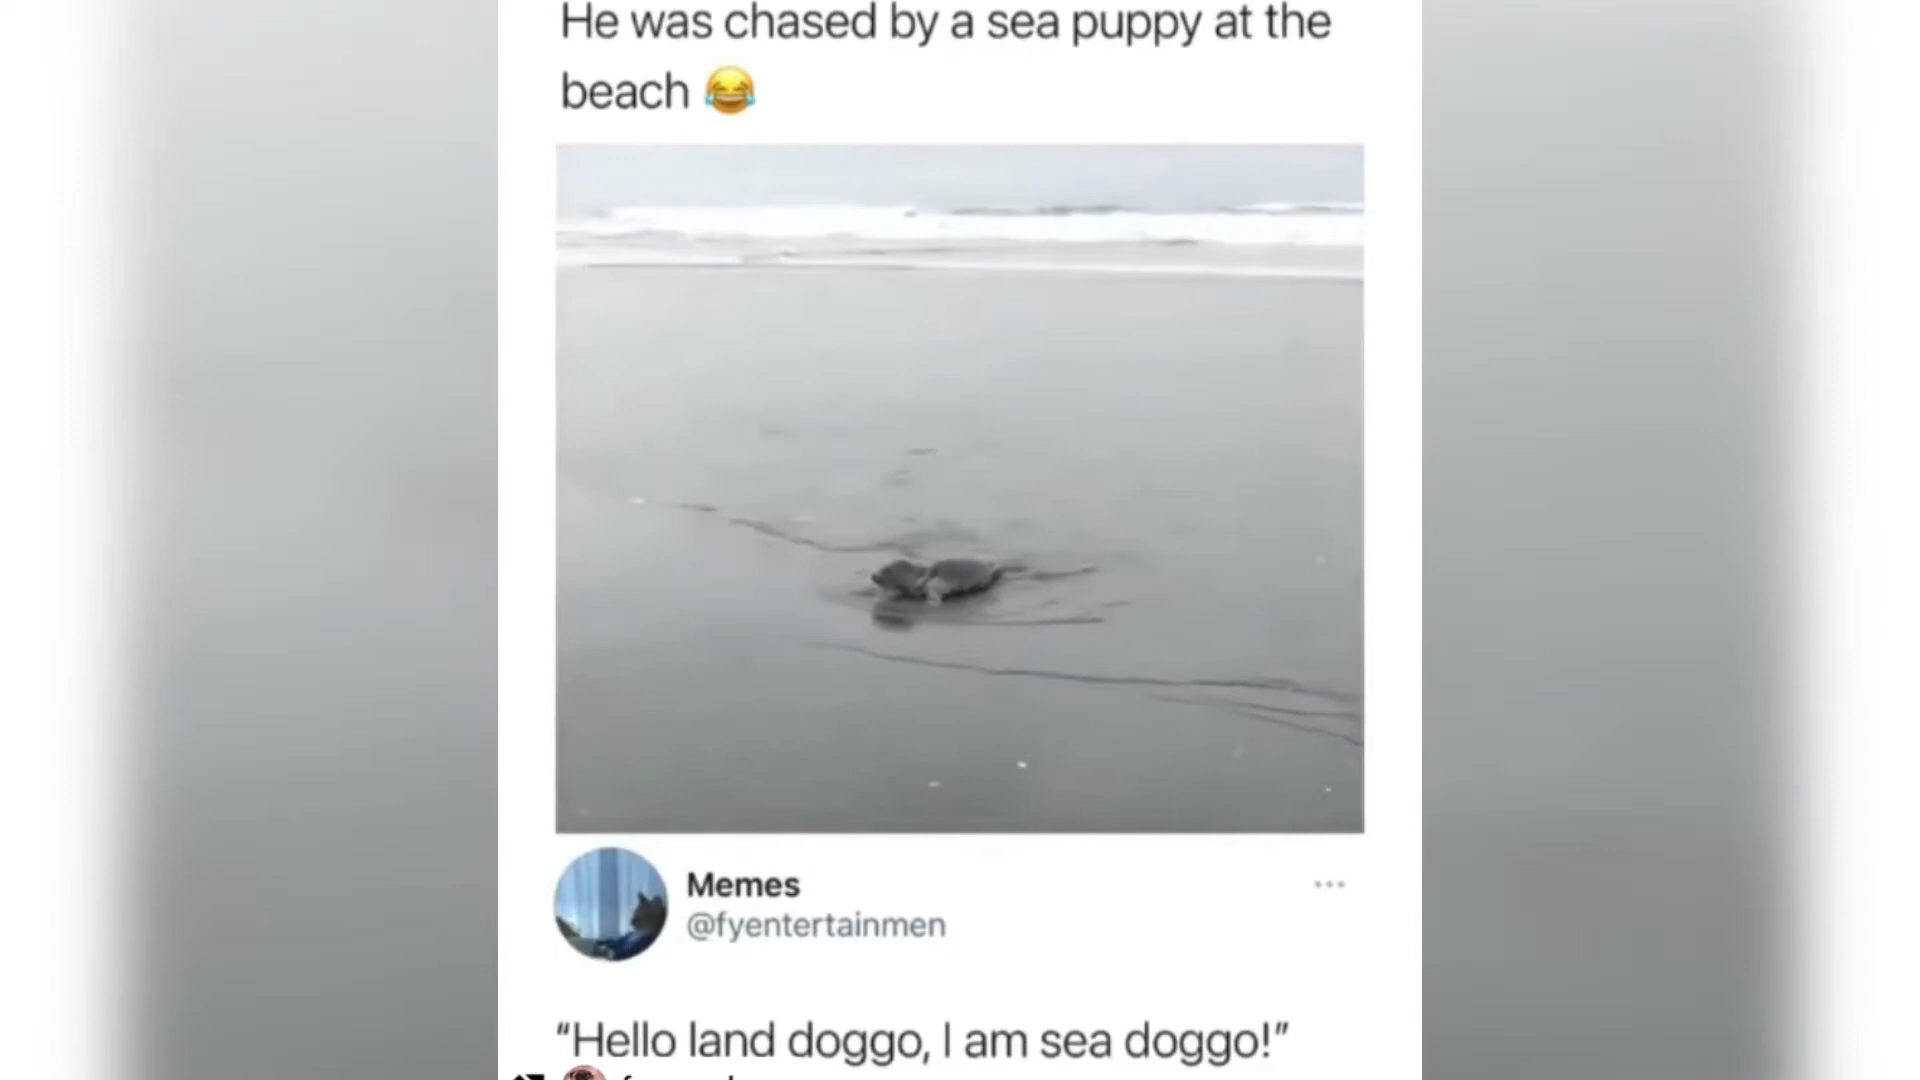 He was chased by a sea puppy at the
beach 😂
Memes
@fyentertainmen
“Hello land doggo, I am sea doggo!”